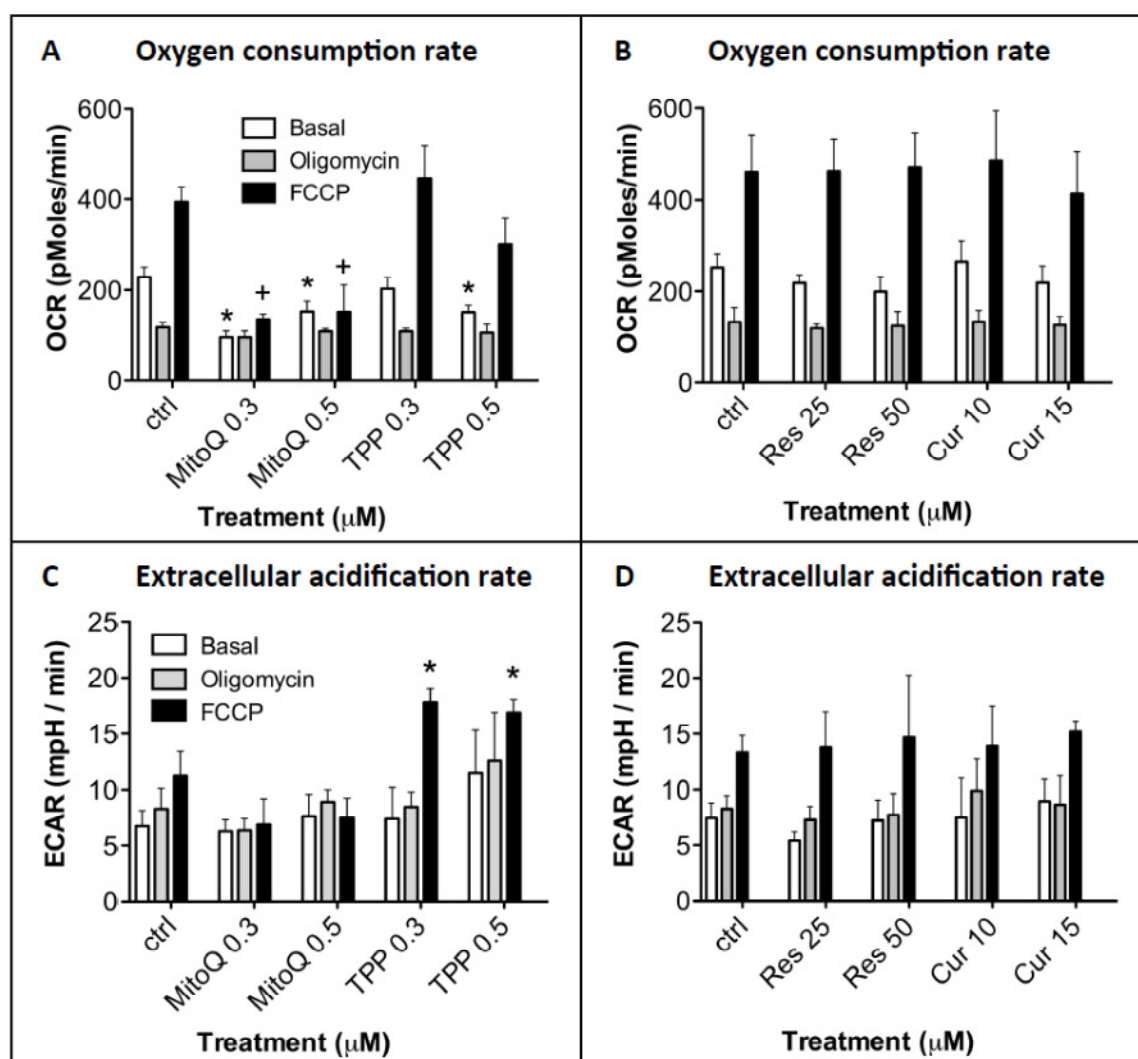 A Oxygen consumption rate
OCR (pMoles/min)
600
400
200
0
Basal
Oligomycin
FCCP
*
+
*
+
*
ctrl
MitoQ 0.3
MitoQ 0.5
TPP 0.3
TPP 0.5
Treatment (μM)
B Oxygen consumption rate
OCR (pMoles/min)
600
400
200
0
ctrl
Res 25
Res 50
Cur 10
Cur 15
Treatment (μM)
C Extracellular acidification rate
ECAR (mpH / min)
25
20
15
10
5
0
Basal
Oligomycin
FCCP
*
*
ctrl
MitoQ 0.3
MitoQ 0.5
TPP 0.3
TPP 0.5
Treatment (μM)
D Extracellular acidification rate
ECAR (mpH / min)
25
20
15
10
5
0
ctrl
Res 25
Res 50
Cur 10
Cur 15
Treatment (μM)